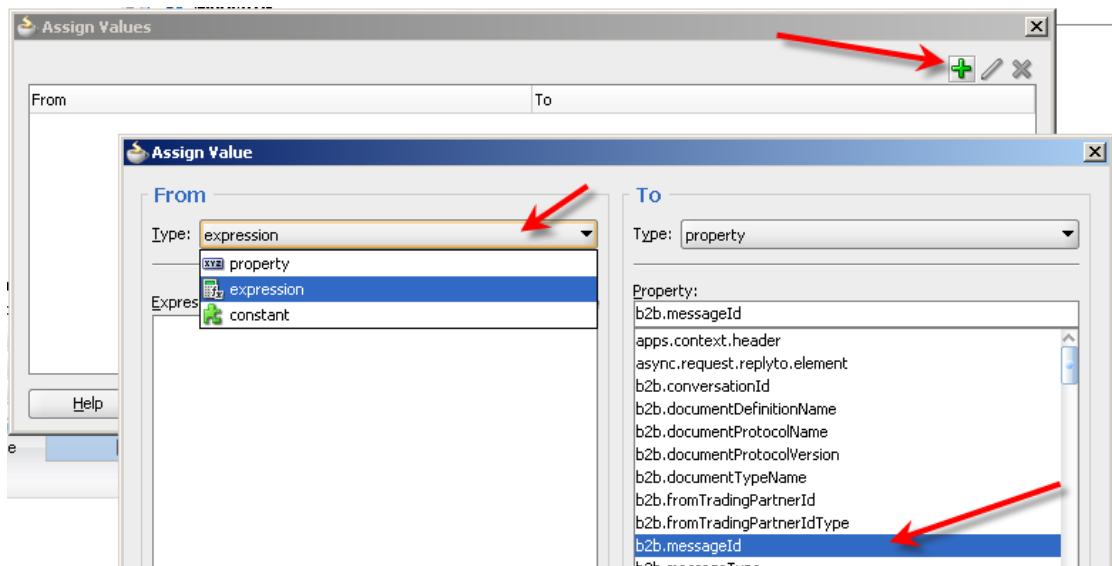 Assign Values
From To
Assign Value
From
To
Type: expression
Type: property
property
expression
constant
Expres
Property:
b2b.messageId
apps.context.header
async.request.replyto.element
b2b.conversationId
b2b.documentDefinitionName
b2b.documentProtocolName
b2b.documentProtocolVersion
b2b.documentTypeName
b2b.fromTradingPartnerId
b2b.fromTradingPartnerIdType
b2b.messageId
b2b.messageType
Help
e